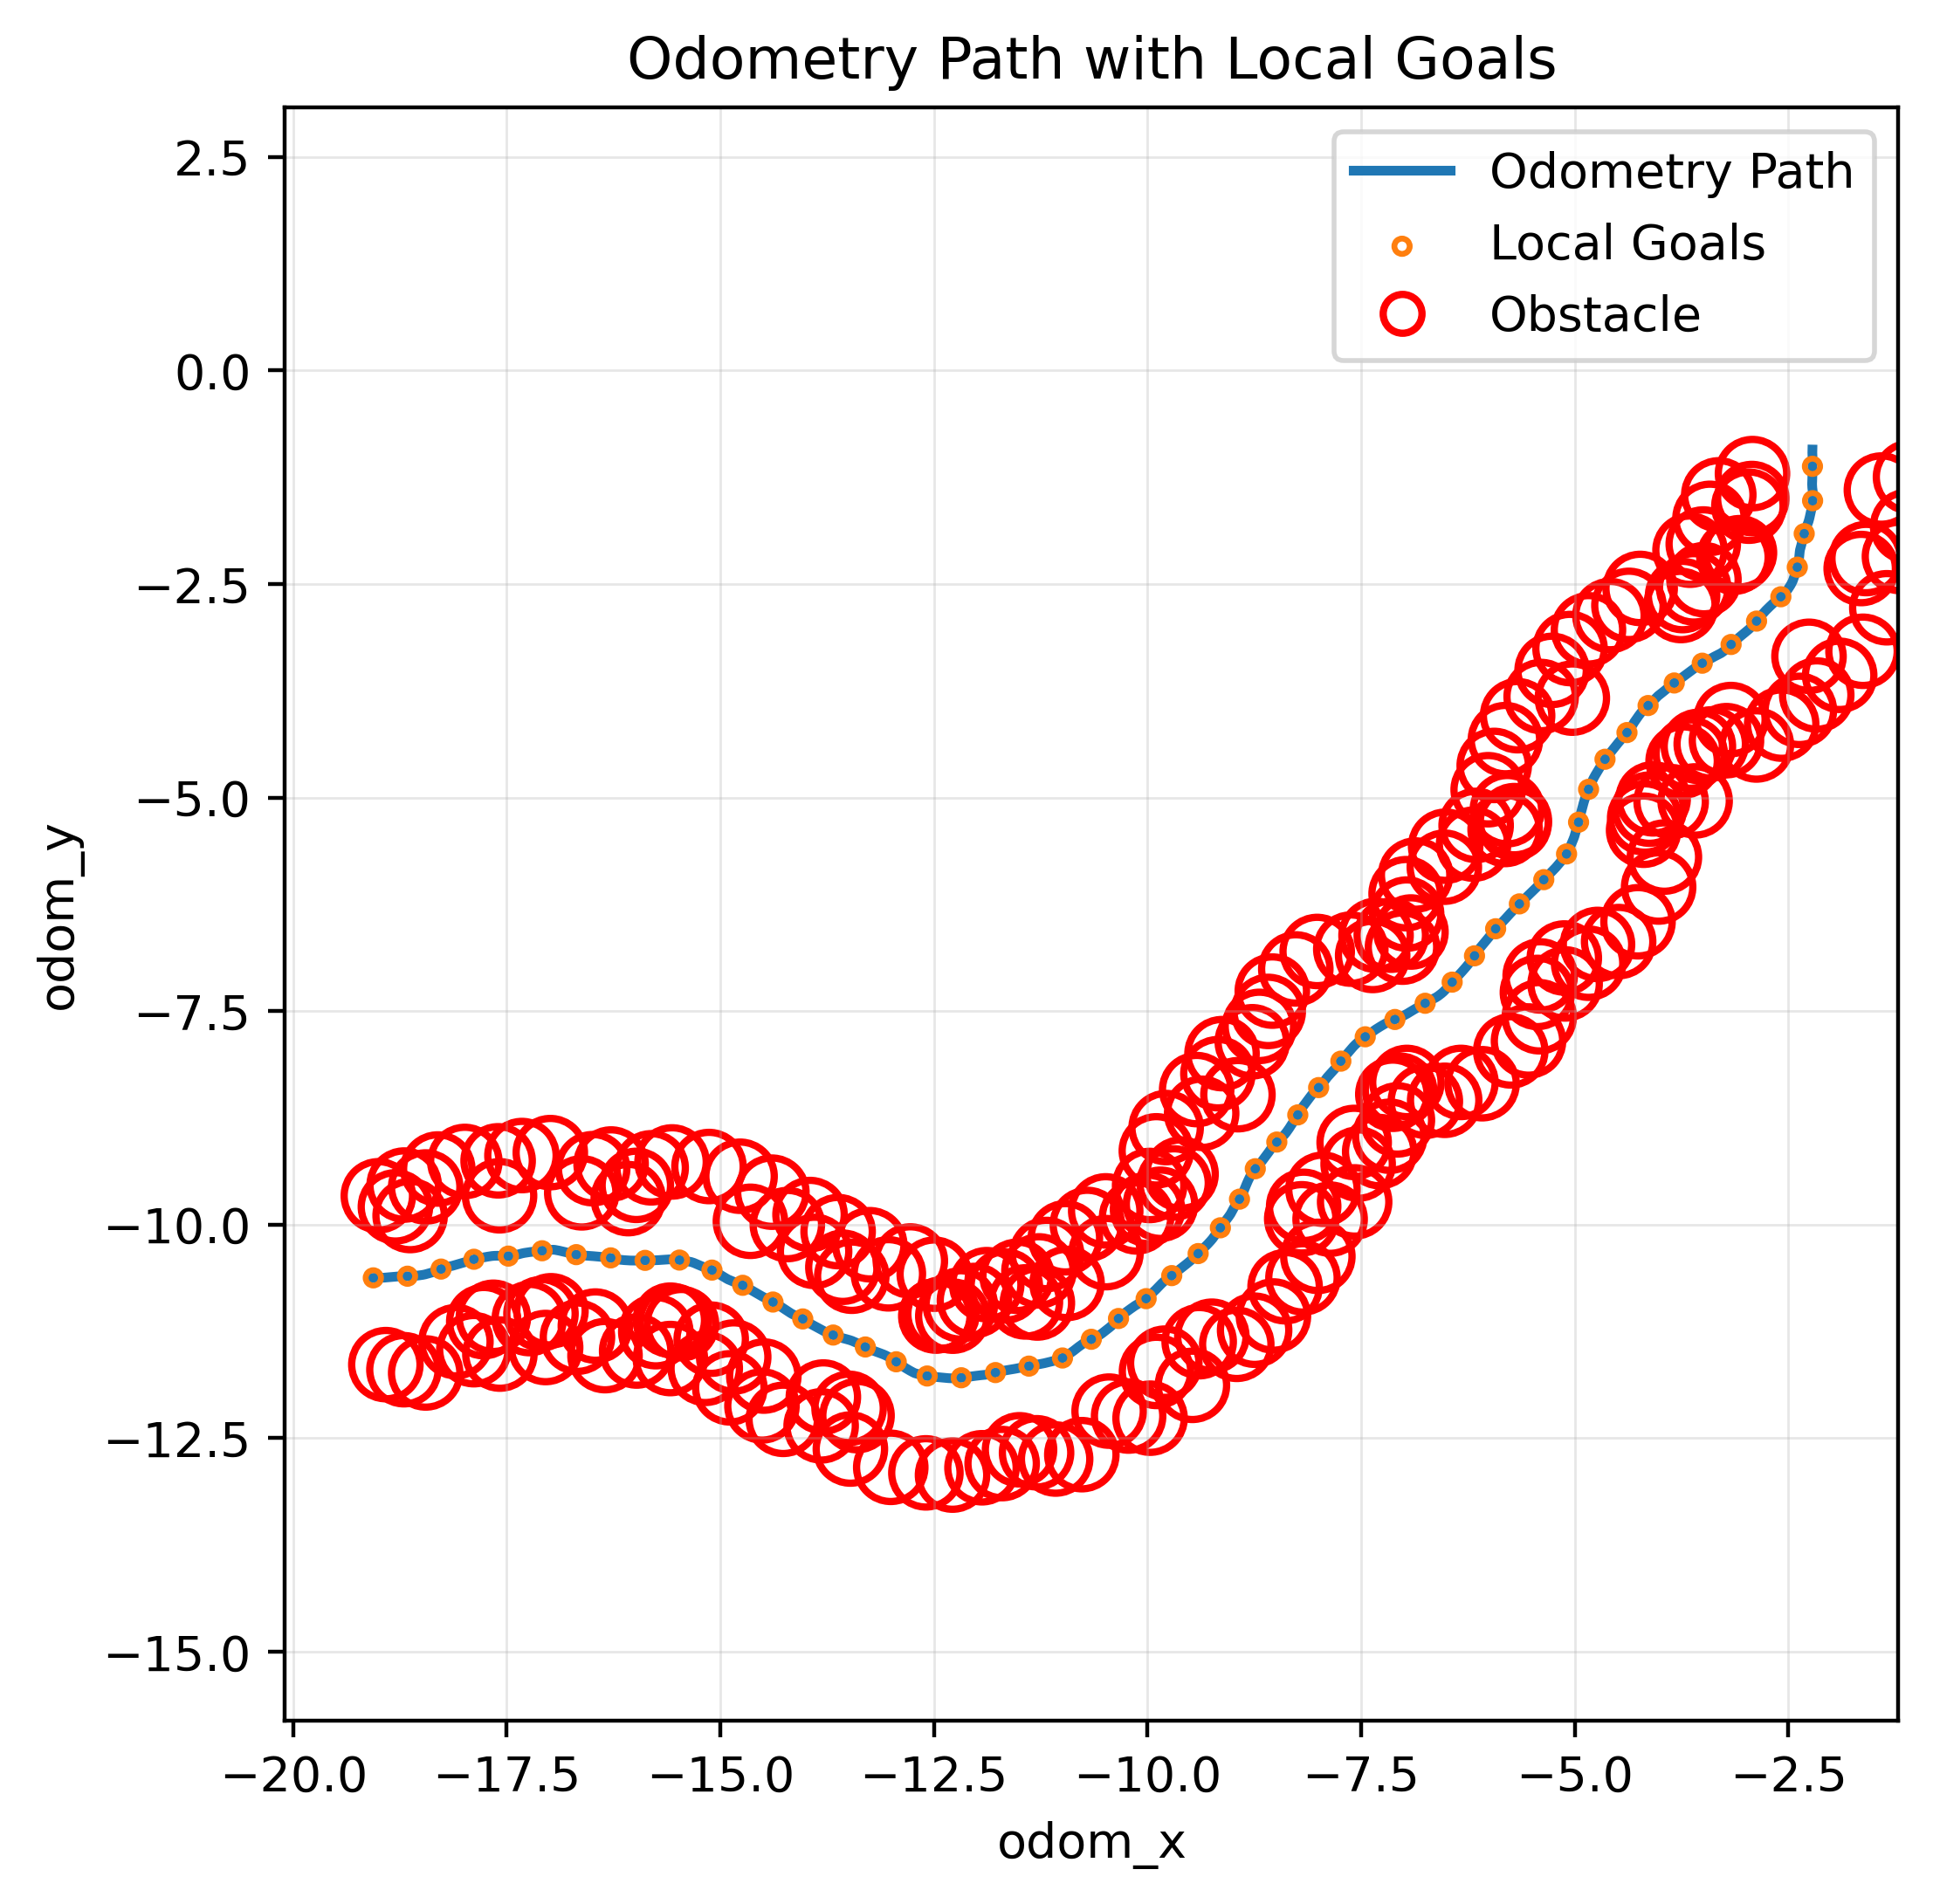 Odometry Path with Local Goals
Odometry Path
Local Goals
Obstacle
2.5
0.0
−2.5
−5.0
−7.5
−10.0
−12.5
−15.0
odom_y
−20.0 −17.5 −15.0 −12.5 −10.0 −7.5 −5.0 −2.5
odom_x